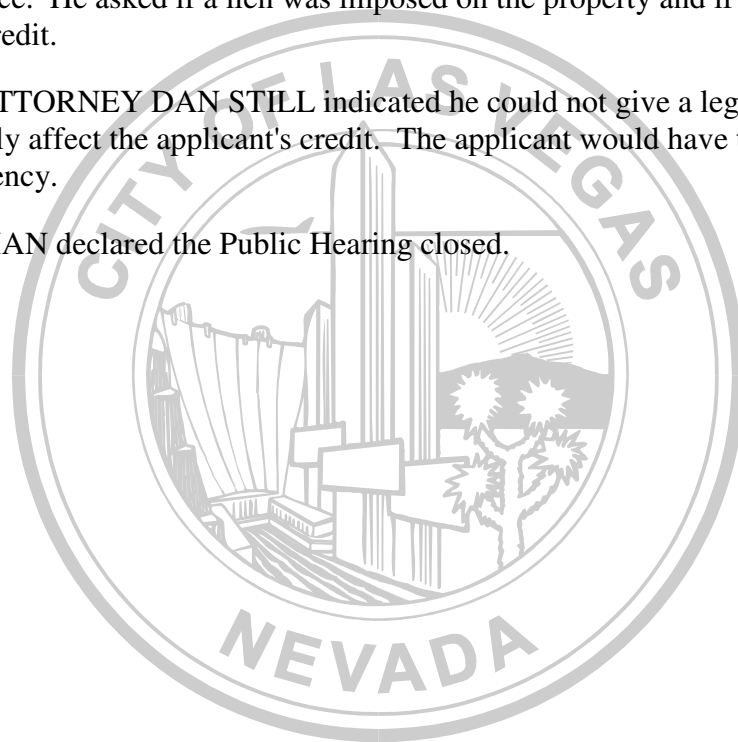 He asked if a lien was imposed on the property and if
redit.
TTORNEY DAN STILL indicated he could not give a leg
ly affect the applicant's credit. The applicant would have
ency.
IAN declared the Public Hearing closed.
CITY OF LAS VEGAS
NEVADA